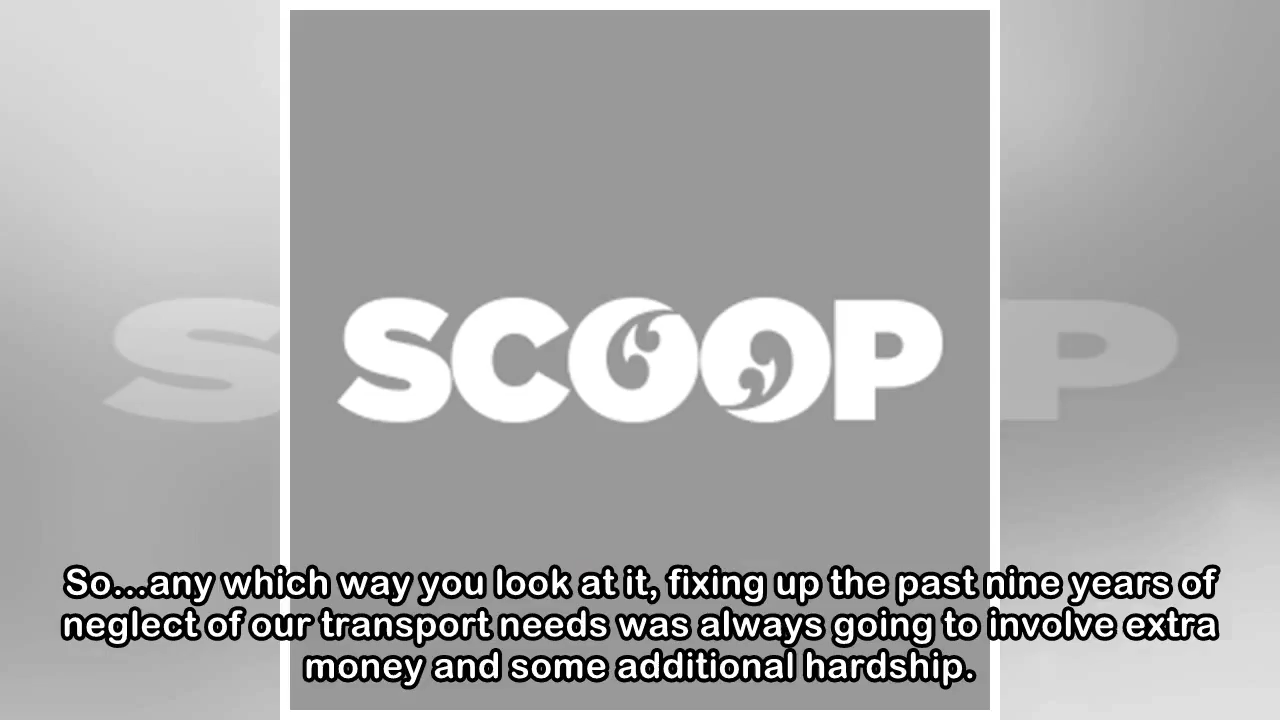 SCOOP
So...any which way you look at it, fixing up the past nine years of
neglect of our transport needs was always going to involve extra
money and some additional hardship.